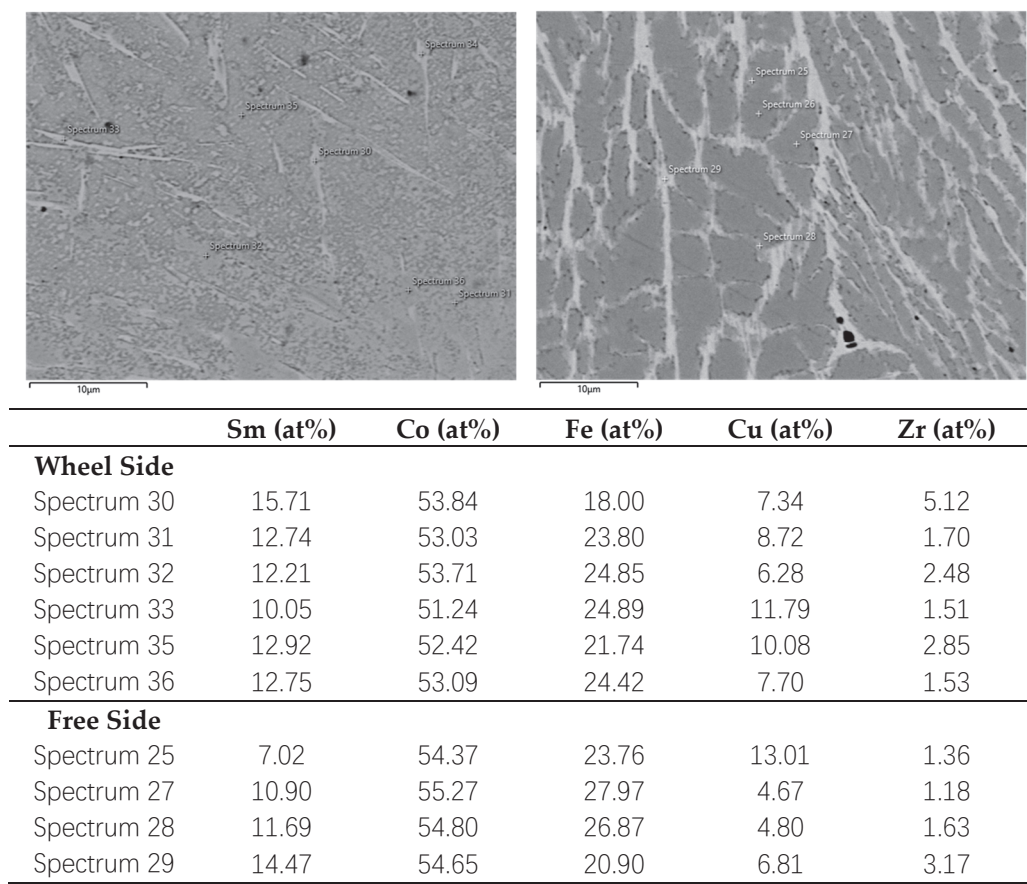 Spectrum 34
Spectrum 35
Spectrum 33
Spectrum 30
Spectrum 32
Spectrum 36
Spectrum 31
10µm
Spectrum 25
Spectrum 26
Spectrum 27
Spectrum 29
Spectrum 28
10µm
Sm (at%) Co (at%) Fe (at%) Cu (at%) Zr (at%)
Wheel Side
Spectrum 30 15.71 53.84 18.00 7.34 5.12
Spectrum 31 12.74 53.03 23.80 8.72 1.70
Spectrum 32 12.21 53.71 24.85 6.28 2.48
Spectrum 33 10.05 51.24 24.89 11.79 1.51
Spectrum 35 12.92 52.42 21.74 10.08 2.85
Spectrum 36 12.75 53.09 24.42 7.70 1.53
Free Side
Spectrum 25 7.02 54.37 23.76 13.01 1.36
Spectrum 27 10.90 55.27 27.97 4.67 1.18
Spectrum 28 11.69 54.80 26.87 4.80 1.63
Spectrum 29 14.47 54.65 20.90 6.81 3.17